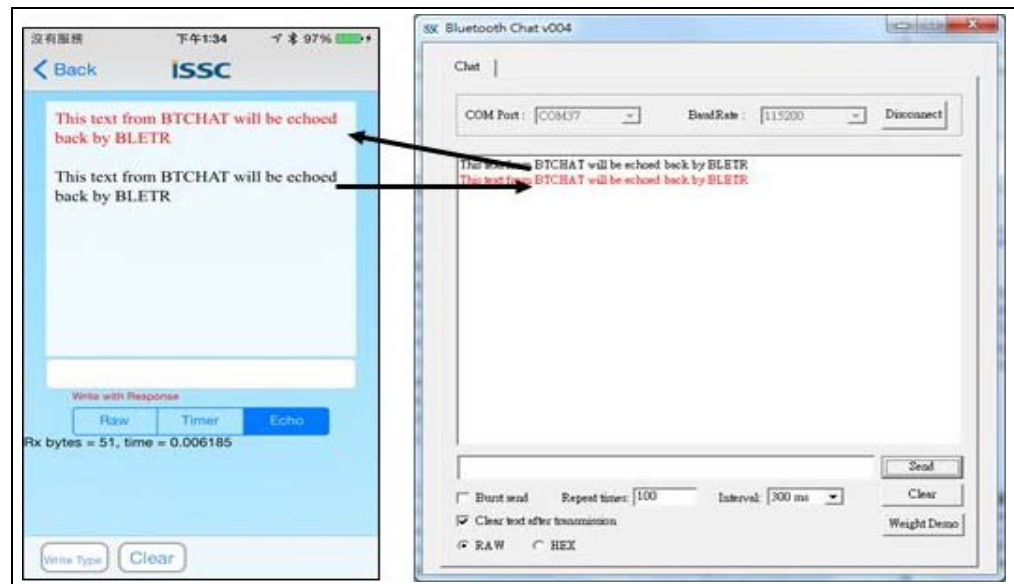 沒有服務 下午1:34 97%
Back ISSC
This text from BTCHAT will be echoed
back by BLETR
This text from BTCHAT will be echoed
back by BLETR
Write with Response
Raw Timer Echo
Rx bytes = 51, time = 0.006185
Write Type Clear
Bluetooth Chat v004
Chat
COM Port : COM37 BaudRate : 115200 Disconnect
This text from BTCHAT will be echoed back by BLETR
This text from BTCHAT will be echoed back by BLETR
Send
Burst send Repeat times: 100 Interval: 300 ms Clear
Clear text after transmission Weight Demo
RAW HEX